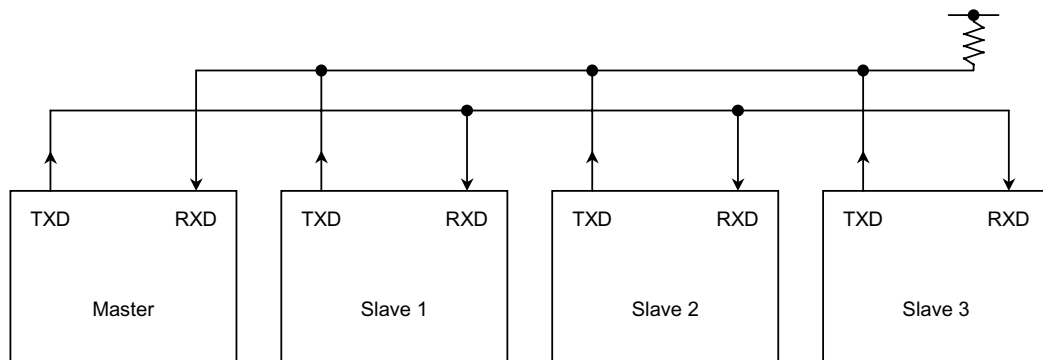 TXD RXD TXD RXD TXD RXD TXD RXD
Master Slave 1 Slave 2 Slave 3